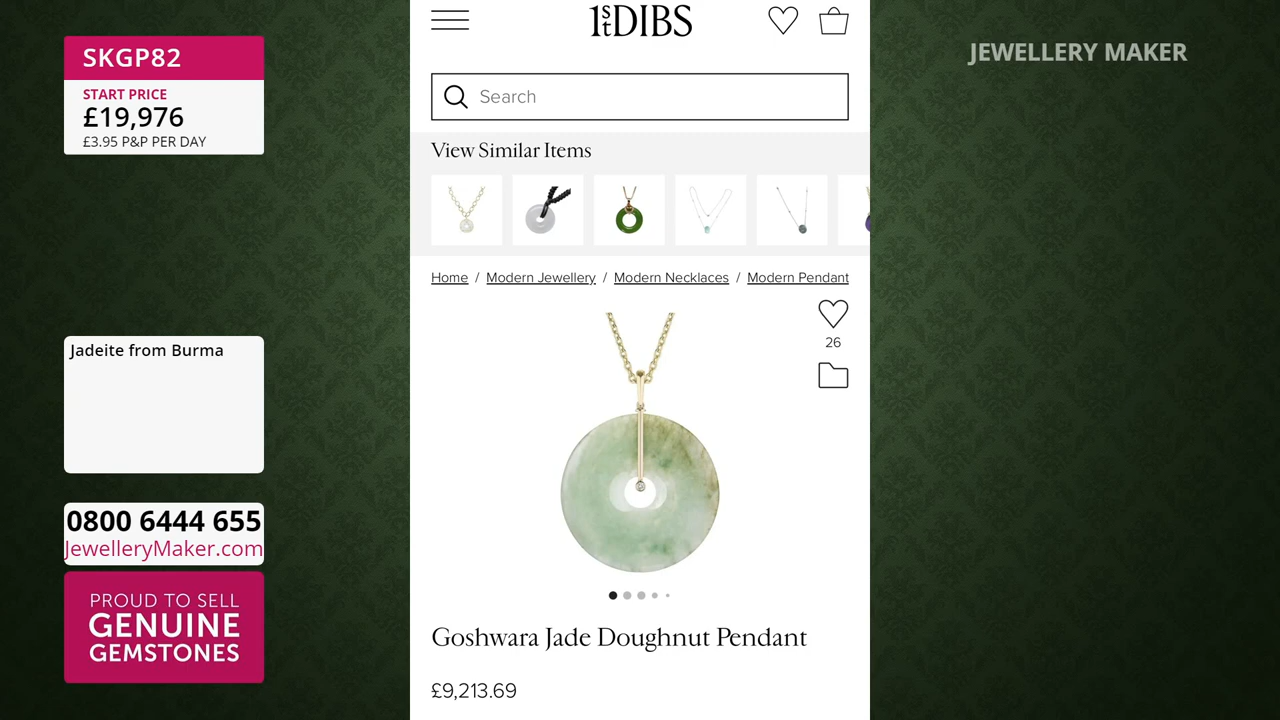 SKGP82
START PRICE
£19,976
£3.95 P&P PER DAY
Jadeite from Burma
0800 6444 655
JewelleryMaker.com
PROUD TO SELL
GENUINE
GEMSTONES
1stDIBS
Search
View Similar Items
Home / Modern Jewellery / Modern Necklaces / Modern Pendant
26
Goshwara Jade Doughnut Pendant
£9,213.69
JEWELLERY MAKER